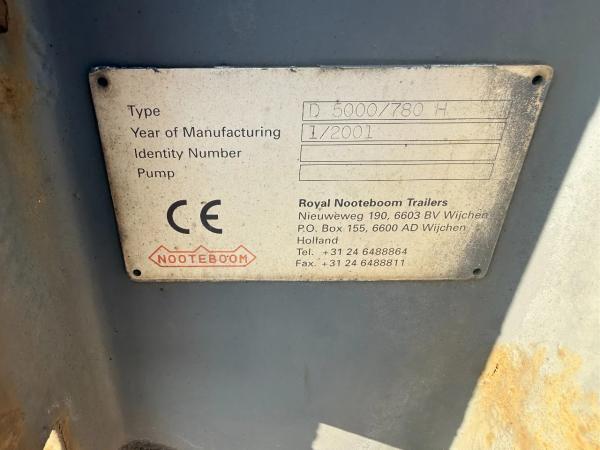 Type D 5000/780 H
Year of Manufacturing 1/2001
Identity Number
Pump
CE
NOOTEBOOM
Royal Nooteboom Trailers
Nieuweweg 190, 6603 BV Wijchen
P.O. Box 155, 6600 AD Wijchen
Holland
Tel. +31 24 6488864
Fax. +31 24 6488811